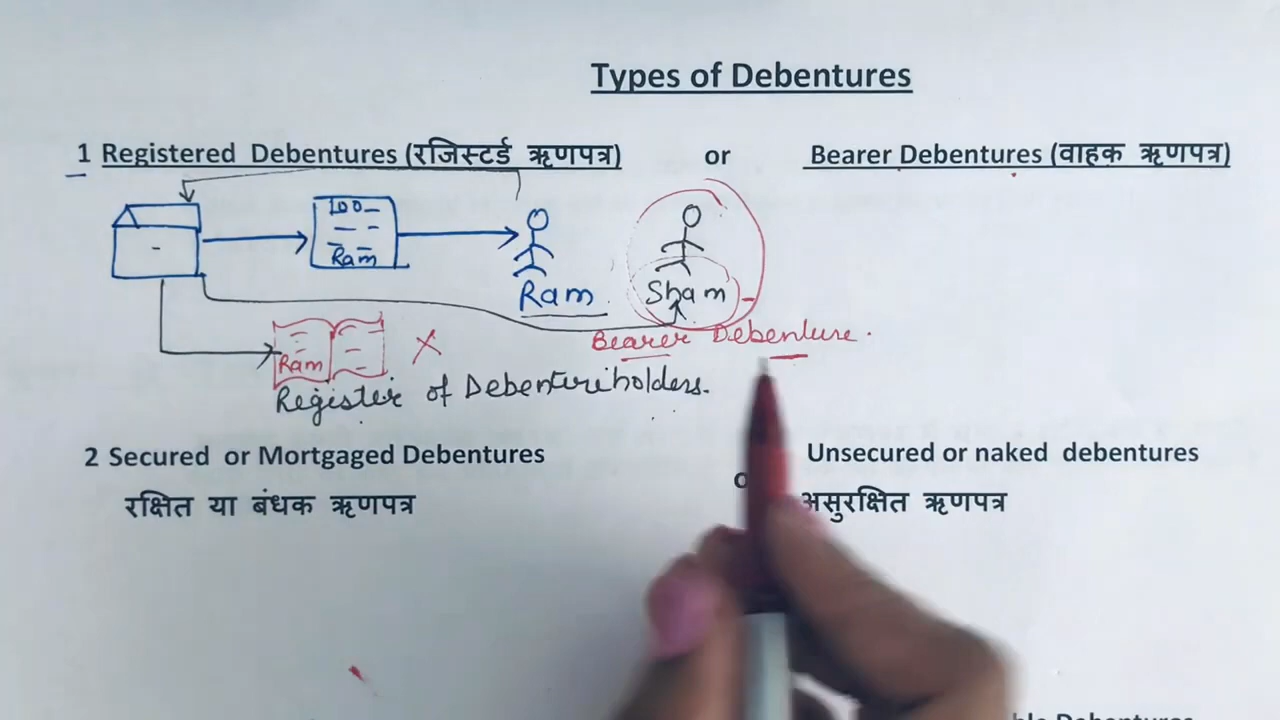 Types of Debentures
1 Registered Debentures (रजिस्टर्ड ऋणपत्र) or Bearer Debentures (वाहक ऋणपत्र)
100
Ram
Ram Sham
Bearer Debenture.
Ram
Register of Debentureholders.
2 Secured or Mortgaged Debentures Unsecured or naked debentures
रक्षित या बंधक ऋणपत्र असुरक्षित ऋणपत्र
Debentures